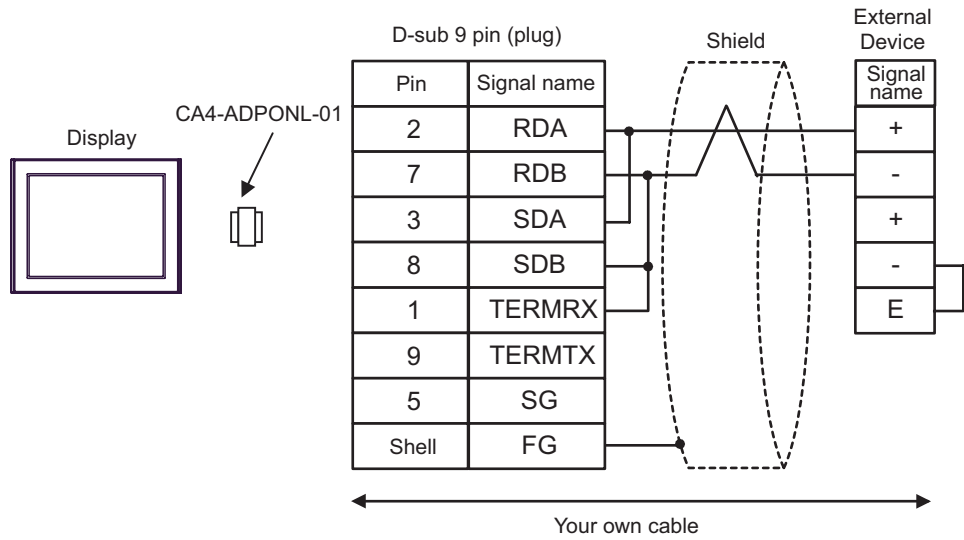 External
Device
D-sub 9 pin (plug)
Shield
Pin Signal name
Signal
name
CA4-ADPONL-01
Display
2 RDA +
7 RDB -
3 SDA +
8 SDB -
1 TERMRX E
9 TERMTX
5 SG
Shell FG
Your own cable